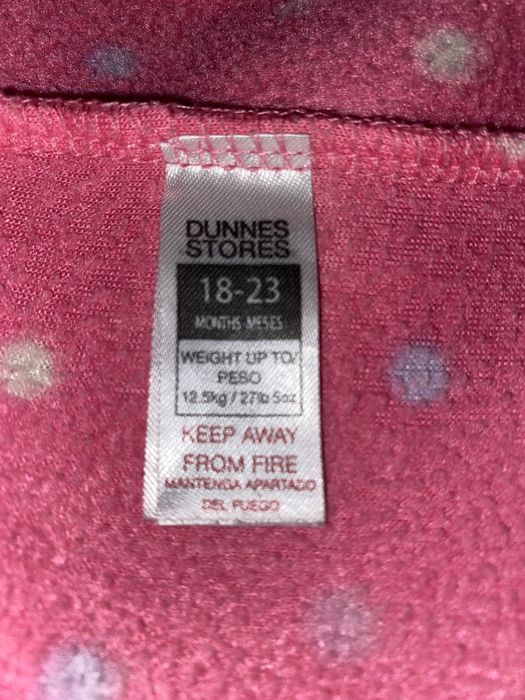 DUNNES
STORES
18-23
MONTHS-MESES
WEIGHT UP TO/
PESO
12.5kg / 27lb 5oz
KEEP AWAY
FROM FIRE
MANTENGA APARTADO
DEL FUEGO